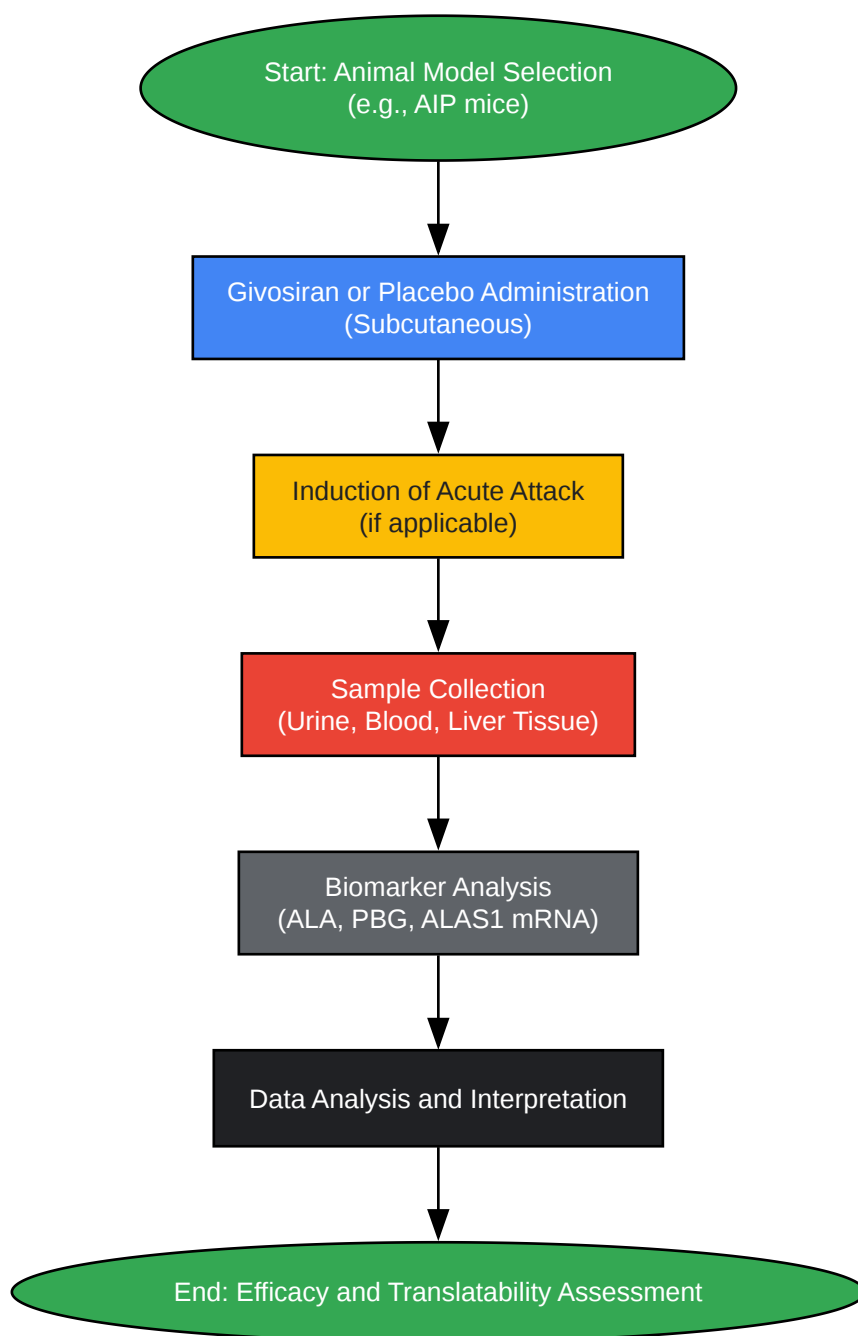 Start: Animal Model Selection
(e.g., AIP mice)
Givosiran or Placebo Administration
(Subcutaneous)
Induction of Acute Attack
(if applicable)
Sample Collection
(Urine, Blood, Liver Tissue)
Biomarker Analysis
(ALA, PBG, ALAS1 mRNA)
Data Analysis and Interpretation
End: Efficacy and Translatability Assessment